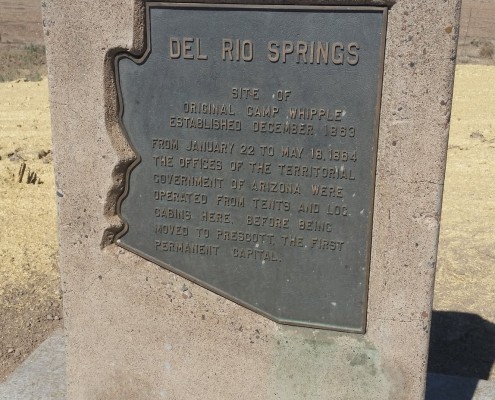 DEL RIO SPRINGS
SITE OF
ORIGINAL CAMP WHIPPLE
ESTABLISHED DECEMBER, 1863
FROM JANUARY 22 TO MAY 18, 1864
THE OFFICES OF THE TERRITORIAL
GOVERNMENT OF ARIZONA WERE
OPERATED FROM TENTS AND LOG
CABINS HERE, BEFORE BEING
MOVED TO PRESCOTT, THE FIRST
PERMANENT CAPITAL.